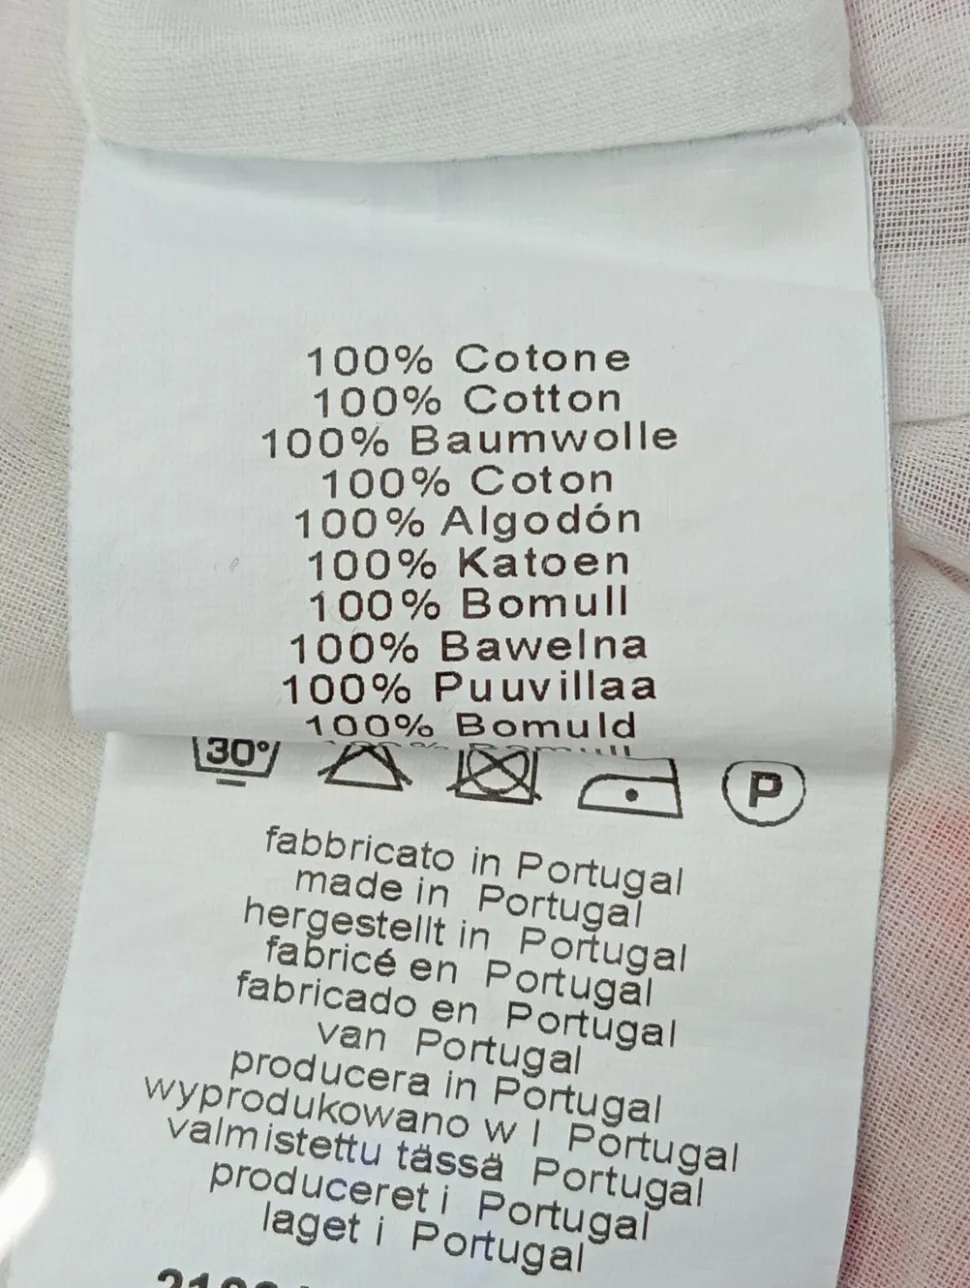 100% Cotone
100% Cotton
100% Baumwolle
100% Coton
100% Algodón
100% Katoen
100% Bomull
100% Bawelna
100% Puuvillaa
100% Bomuld
30°
P
fabbricato in Portugal
made in Portugal
hergestellt in Portugal
fabricé en Portugal
fabricado en Portugal
van Portugal
producera in Portugal
wyprodukowano w l Portugal
valmistettu tässä Portugal
produceret i Portugal
laget i Portugal